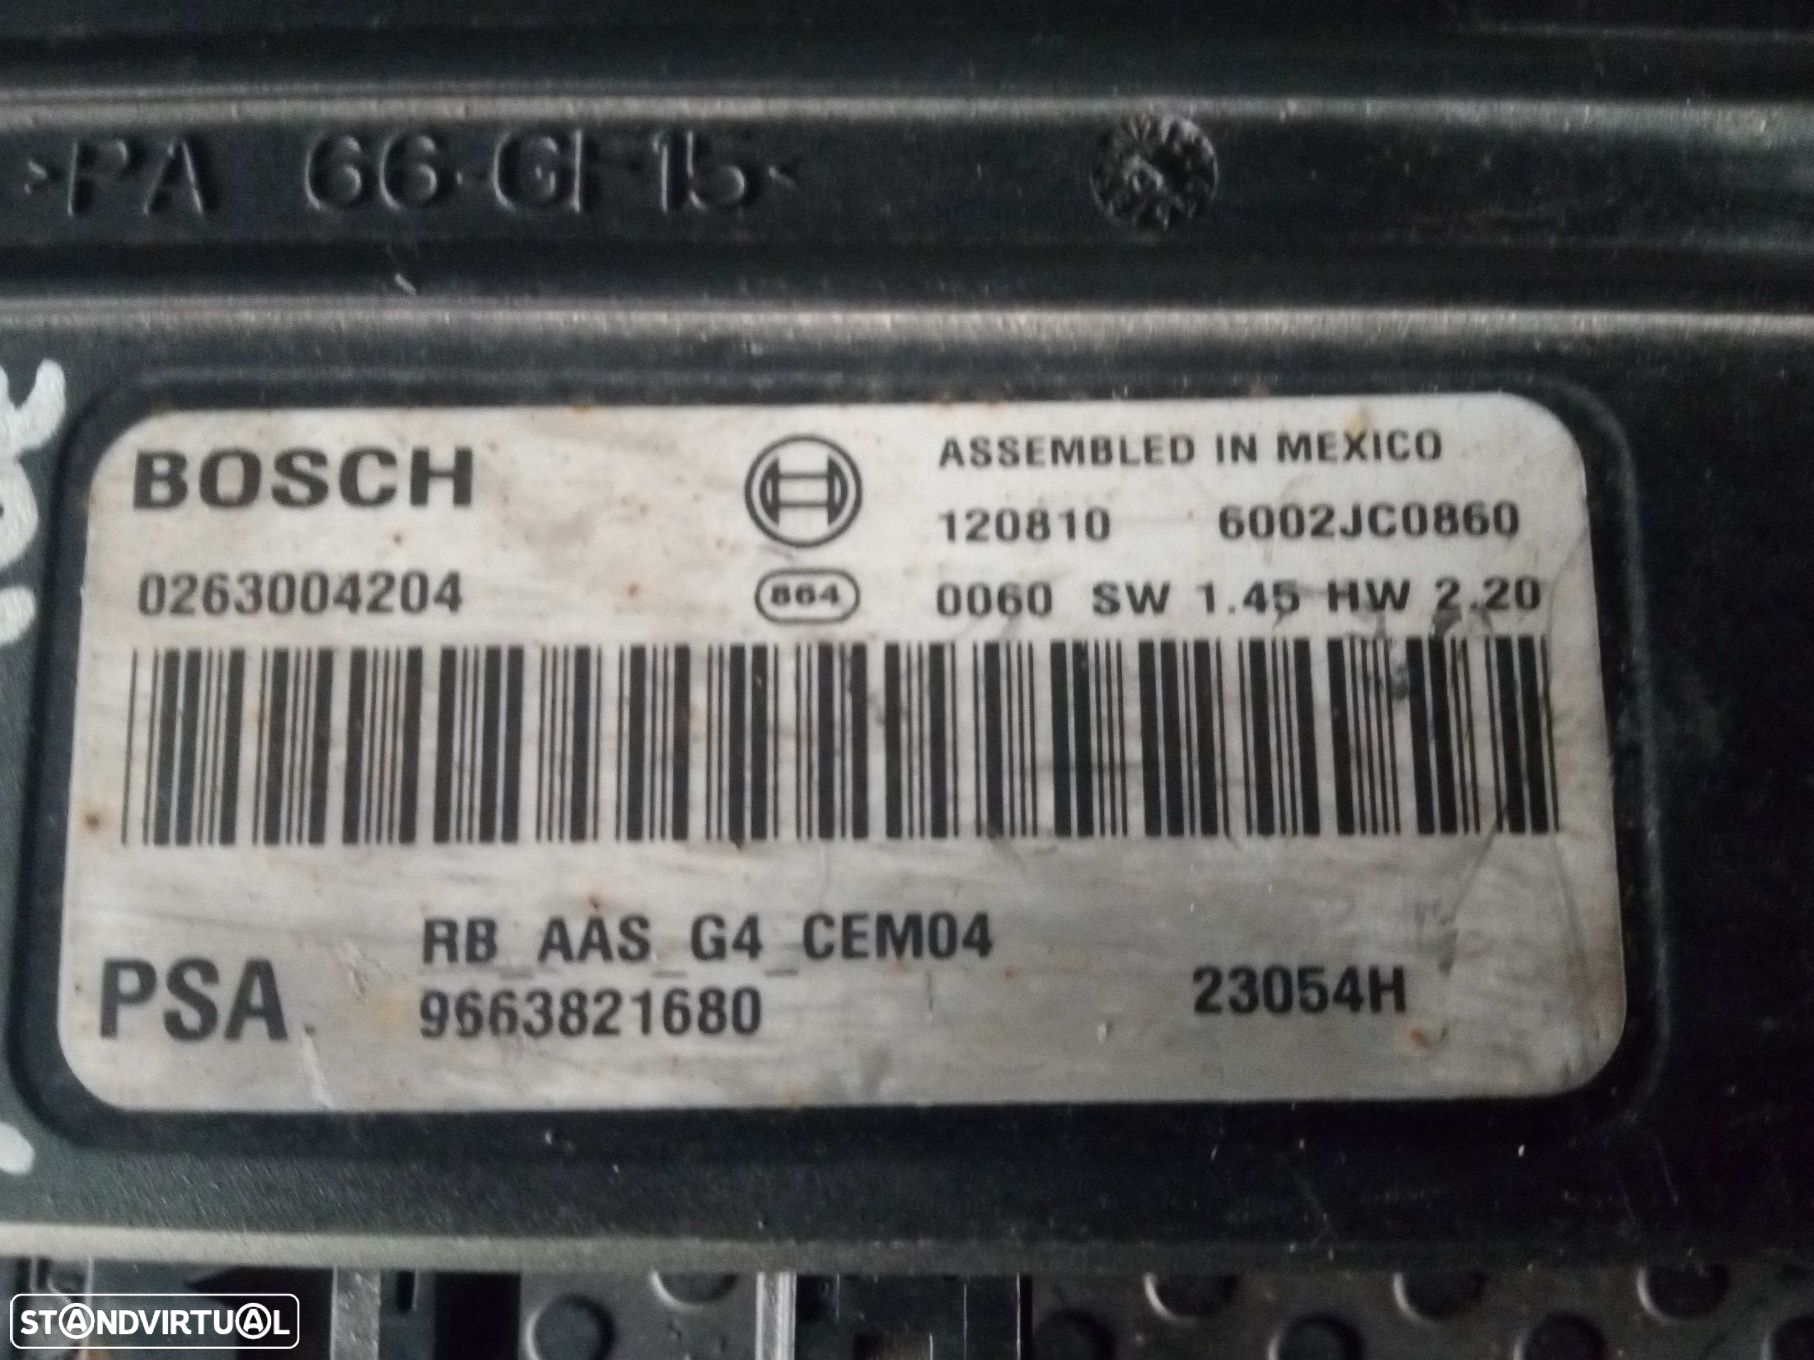 >PA 66-GF15<
BOSCH
ASSEMBLED IN MEXICO
120810 6002JC0860
0263004204
864
0060 SW 1.45 HW 2.20
RB_AAS_G4_CEM04
PSA
9663821680
23054H
STANDVIRTUAL